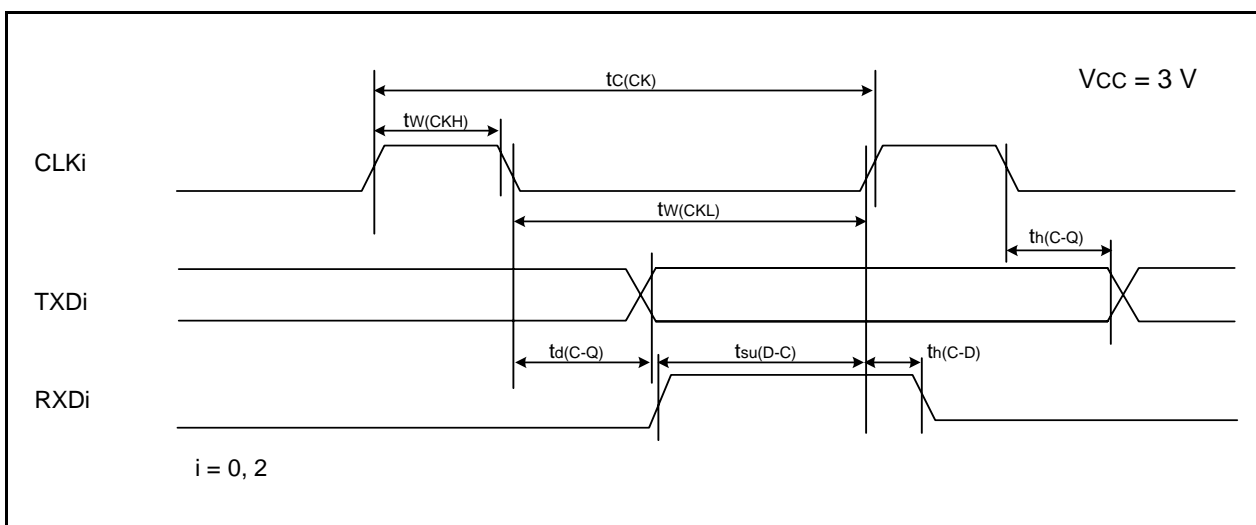 tC(CK)
VCC = 3 V
tW(CKH)
CLKi
tW(CKL)
th(C-Q)
TXDi
td(C-Q)
tsu(D-C)
th(C-D)
RXDi
i = 0, 2